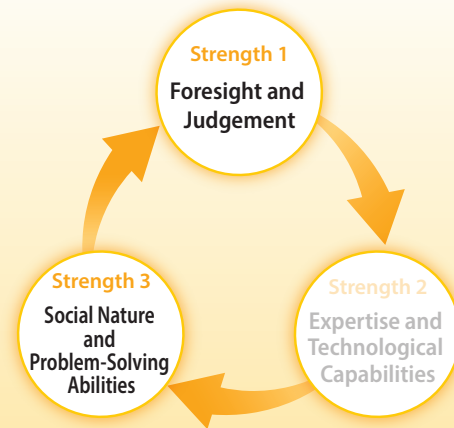 Strength 1
Foresight and
Judgement
Strength 3
Social Nature
and
Problem-Solving
Abilities
Strength 2
Expertise and
Technological
Capabilities